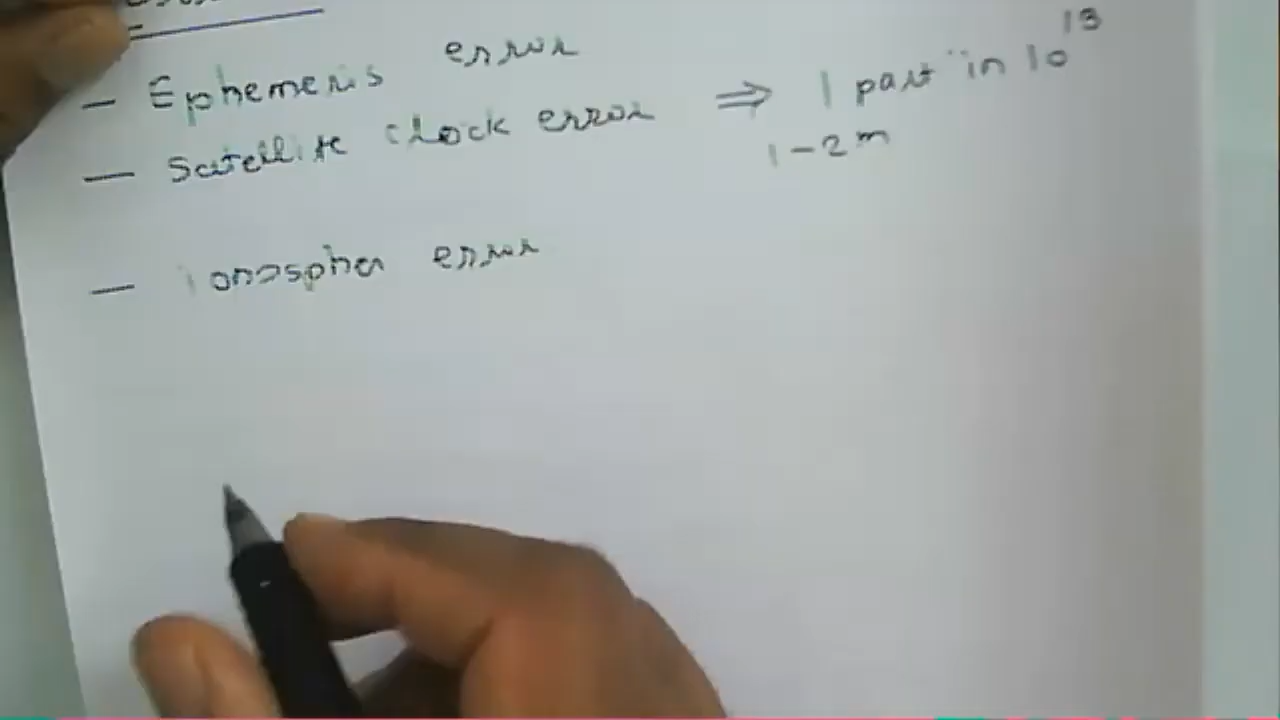 - Ephemeris error
- Satellite clock error ⇒ 1 part in 10^13
1-2m
- ionospher error